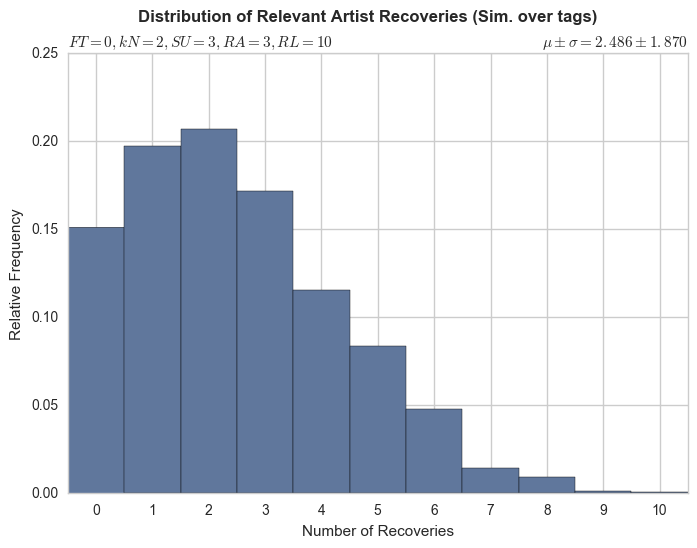 Distribution of Relevant Artist Recoveries (Sim. over tags)
FT = 0, kN = 2, SU = 3, RA = 3, RL = 10
μ ± σ = 2.486 ± 1.870
0.25
0.20
0.15
0.10
0.05
0.00
Relative Frequency
0 1 2 3 4 5 6 7 8 9 10
Number of Recoveries